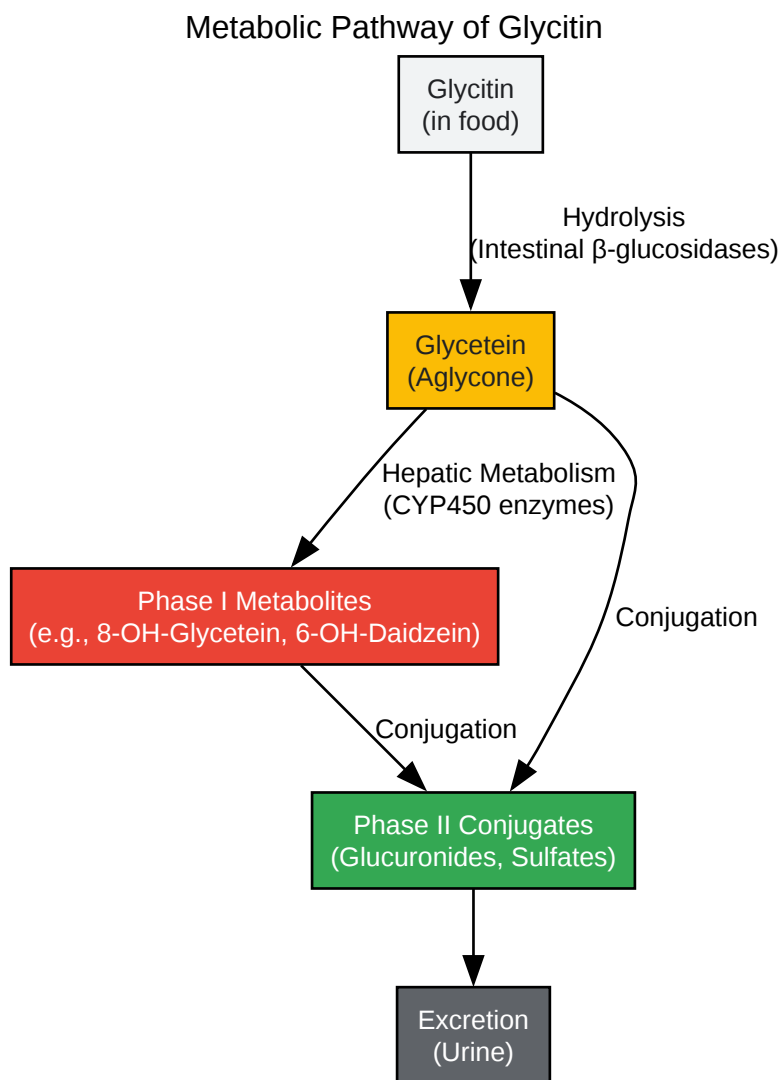 Metabolic Pathway of Glycitin
Glycitin
(in food)
Hydrolysis
(Intestinal β-glucosidases)
Glycetein
(Aglycone)
Hepatic Metabolism
(CYP450 enzymes)
Phase I Metabolites
(e.g., 8-OH-Glycetein, 6-OH-Daidzein)
Conjugation
Conjugation
Phase II Conjugates
(Glucuronides, Sulfates)
Excretion
(Urine)